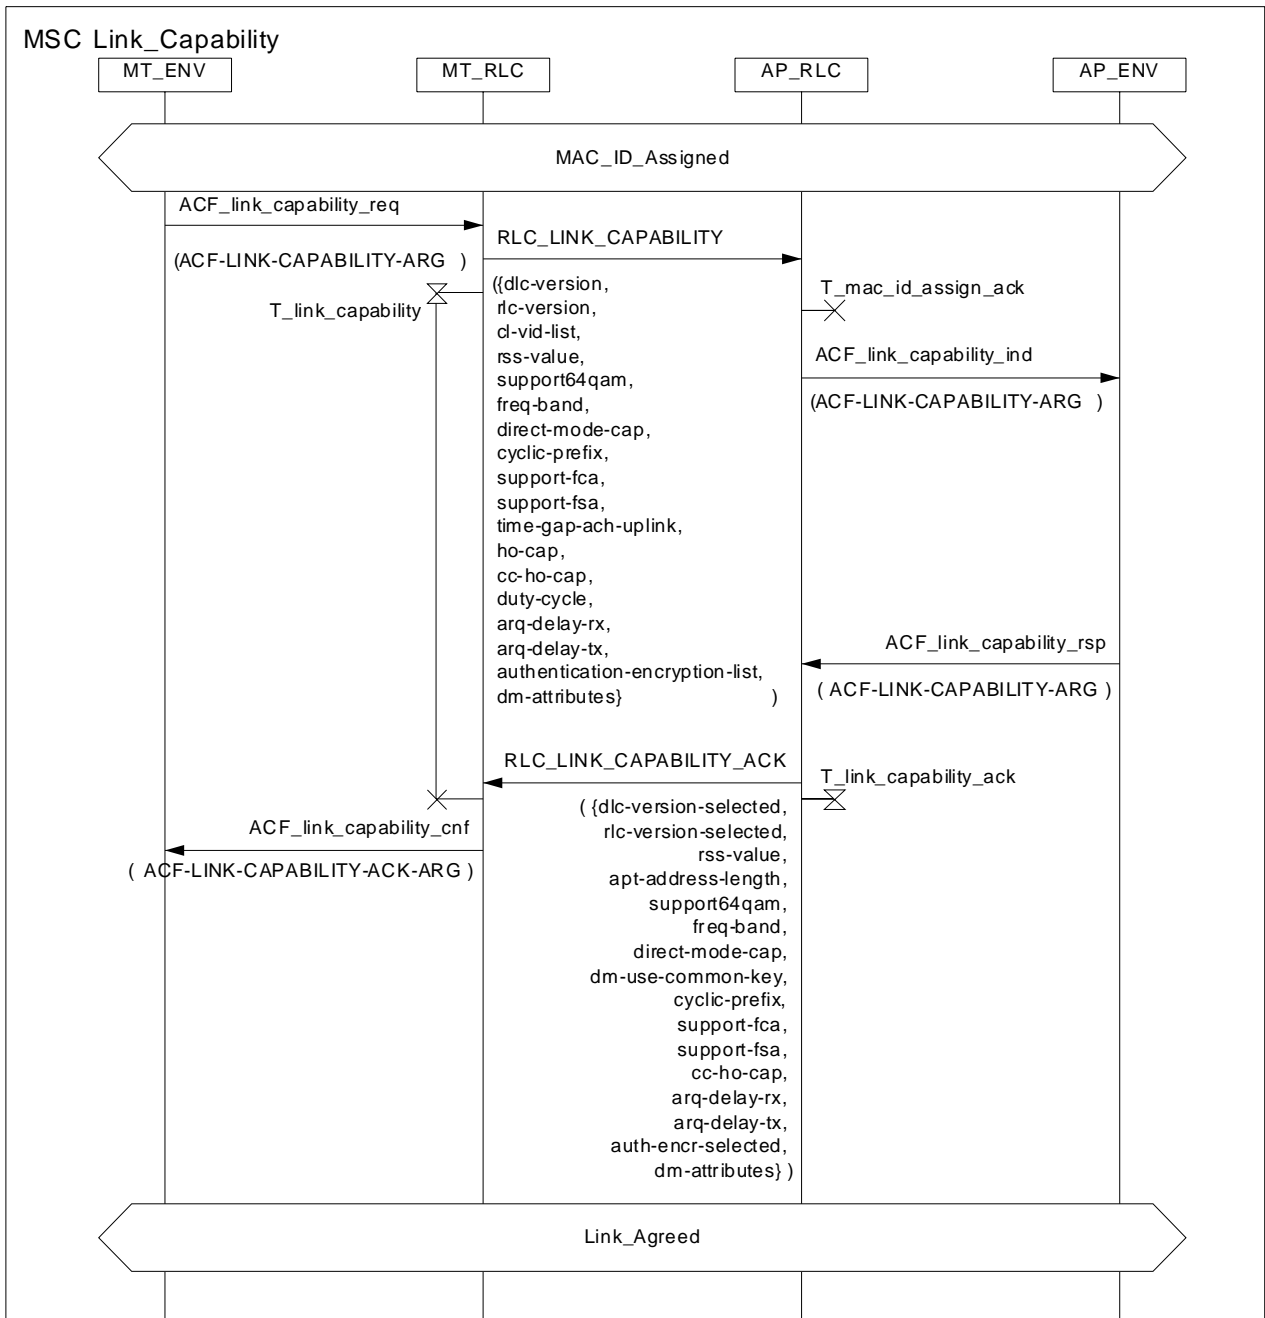 MSC Link_Capability
MT_ENV
MT_RLC
AP_RLC
AP_ENV
MAC_ID_Assigned
ACF_link_capability_req
(ACF-LINK-CAPABILITY-ARG )
RLC_LINK_CAPABILITY
T_link_capability
({dlc-version,
rlc-version,
cl-vid-list,
rss-value,
support64qam,
freq-band,
direct-mode-cap,
cyclic-prefix,
support-fca,
support-fsa,
time-gap-ach-uplink,
ho-cap,
cc-ho-cap,
duty-cycle,
arq-delay-rx,
arq-delay-tx,
authentication-encryption-list,
dm-attributes} )
T_mac_id_assign_ack
ACF_link_capability_ind
(ACF-LINK-CAPABILITY-ARG )
ACF_link_capability_rsp
( ACF-LINK-CAPABILITY-ARG )
RLC_LINK_CAPABILITY_ACK
T_link_capability_ack
( {dlc-version-selected,
rlc-version-selected,
rss-value,
apt-address-length,
support64qam,
freq-band,
direct-mode-cap,
dm-use-common-key,
cyclic-prefix,
support-fca,
support-fsa,
cc-ho-cap,
arq-delay-rx,
arq-delay-tx,
auth-encr-selected,
dm-attributes} )
ACF_link_capability_cnf
( ACF-LINK-CAPABILITY-ACK-ARG )
Link_Agreed